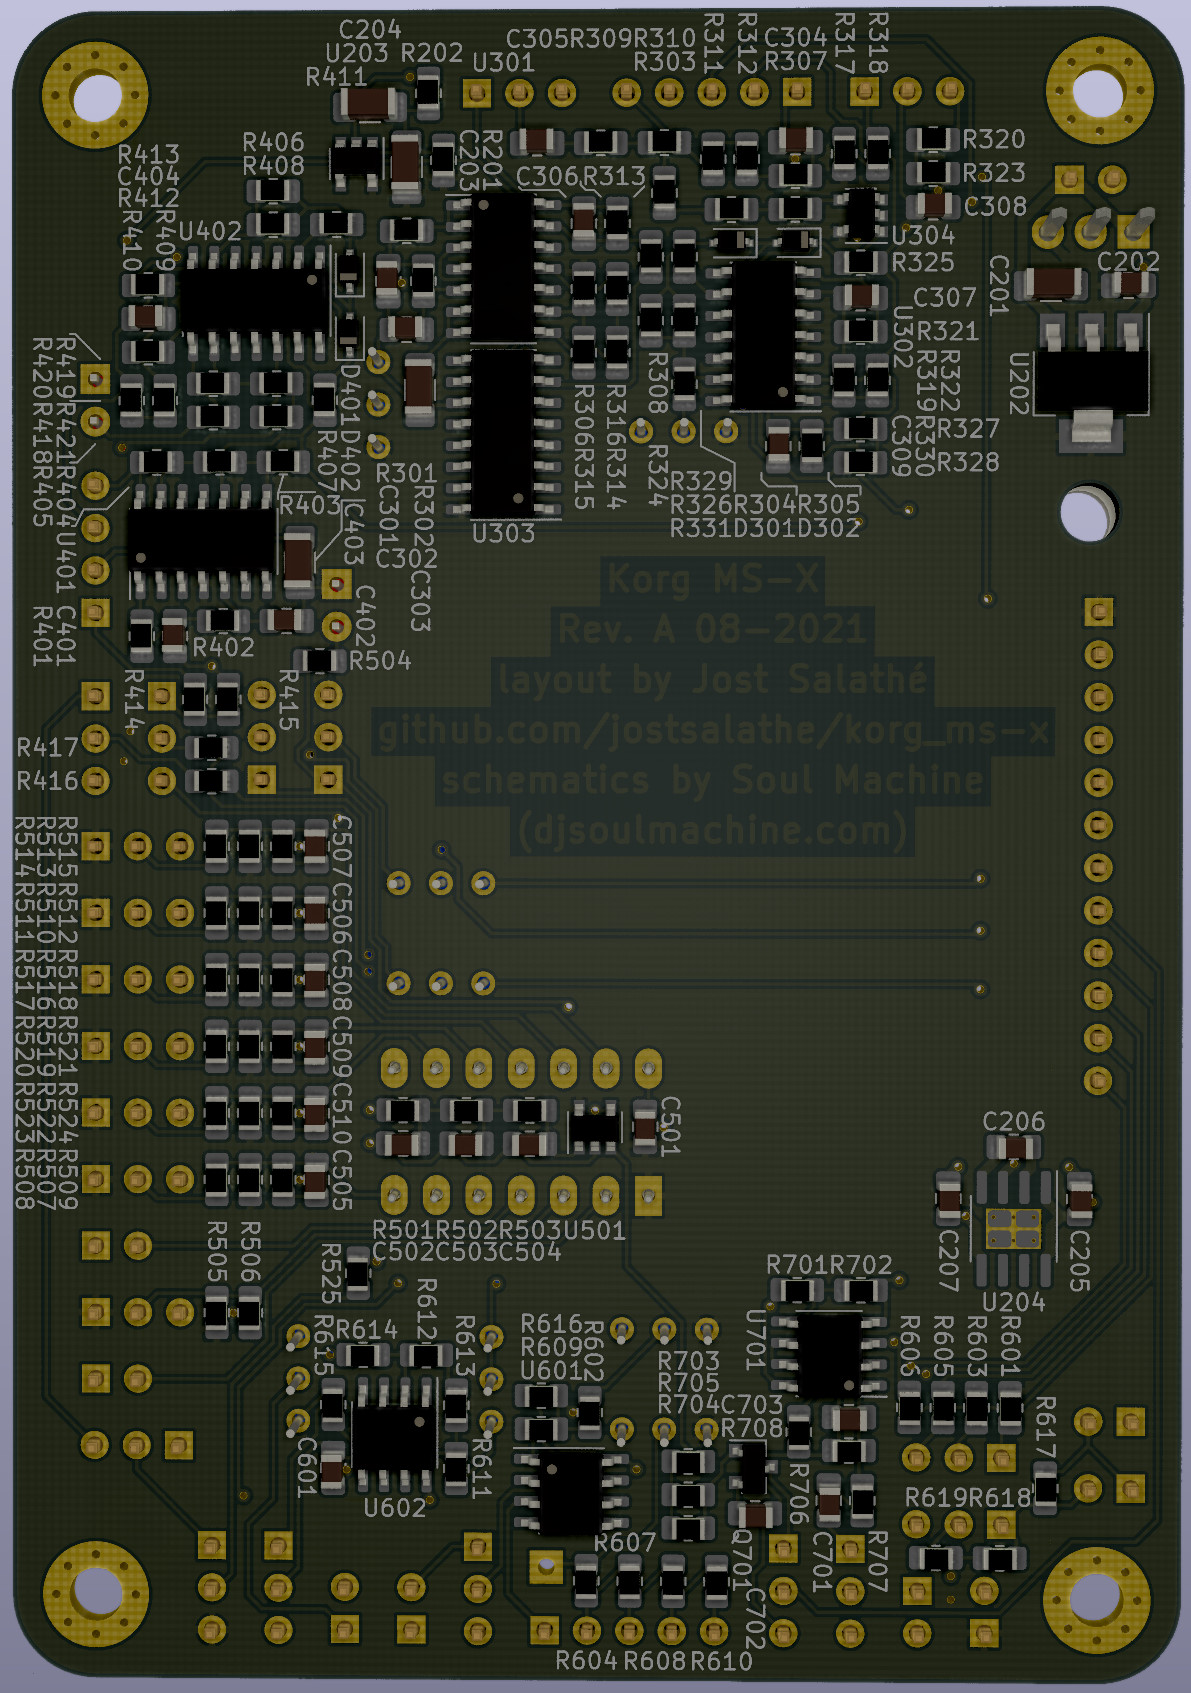 C204
U203 R202
R411
U301
C305R309R310
R303
R311
R312
C304
R307
R317
R318
R413
C404
R412
R406
R408
C203
R201
C306R313
R320
R323
C308
R410
R409
U402
U304
R325
C202
C201
C307
R321
U302
U202
R419
R420
R421
R418
R404
R405
U401
R407
R403
D401
D402
C403
R301
C301
R302
C302
C303
U303
R306
R315
R316
R314
R308
R324
R329
R326R304R305
R331D301D302
R319
R322
R330
C309
R327
R328
Korg MS-X
Rev. A 08-2021
layout by Jost Salathé
github.com/jostsalathe/korg_ms-x
schematics by Soul Machine
(djsoulmachine.com)
C401
R401
R402
C402
R504
R414
R415
R417
R416
R515
R513
R514
C507
R512
R510
R511
C506
R518
R516
R517
C508
R521
R519
R520
C509
R524
R522
R523
C510
R509
R507
R508
C505
C501
R501R502R503U501
C502C503C504
R505
R506
R525
C206
C207
C205
U204
R701R702
U701
R612
R614
R615
R613
R616
R609
U601
R602
R703
R705
R704C703
R708
R606
R605
R603
R601
R617
C601
U602
R611
R607
R706
Q701
C702
C701
R707
R619R618
R604 R608 R610